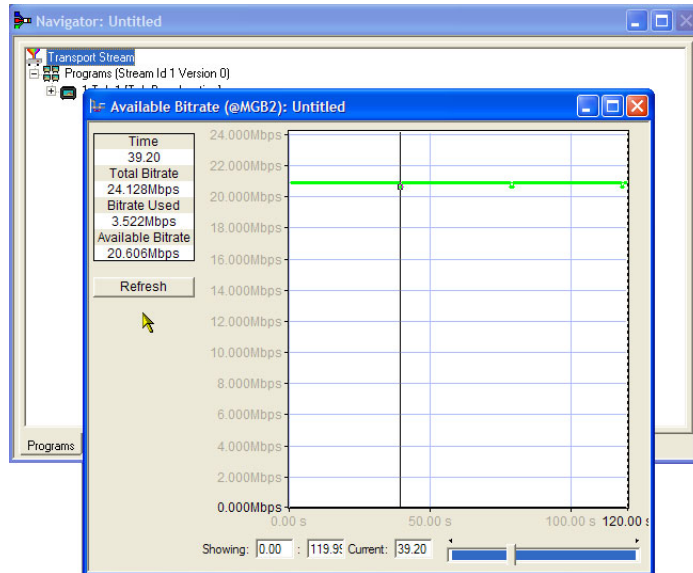 Navigator: Untitled
Transport Stream
Programs (Stream Id 1 Version 0)
Available Bitrate (@MGB2): Untitled
Time
39.20
Total Bitrate
24.128Mbps
Bitrate Used
3.522Mbps
Available Bitrate
20.606Mbps
Refresh
24.000Mbps
22.000Mbps
20.000Mbps
18.000Mbps
16.000Mbps
14.000Mbps
12.000Mbps
10.000Mbps
8.000Mbps
6.000Mbps
4.000Mbps
2.000Mbps
0.000Mbps
0.00 s 50.00 s 100.00 s 120.00 s
Showing: 0.00 : 119.95 Current: 39.20
Programs